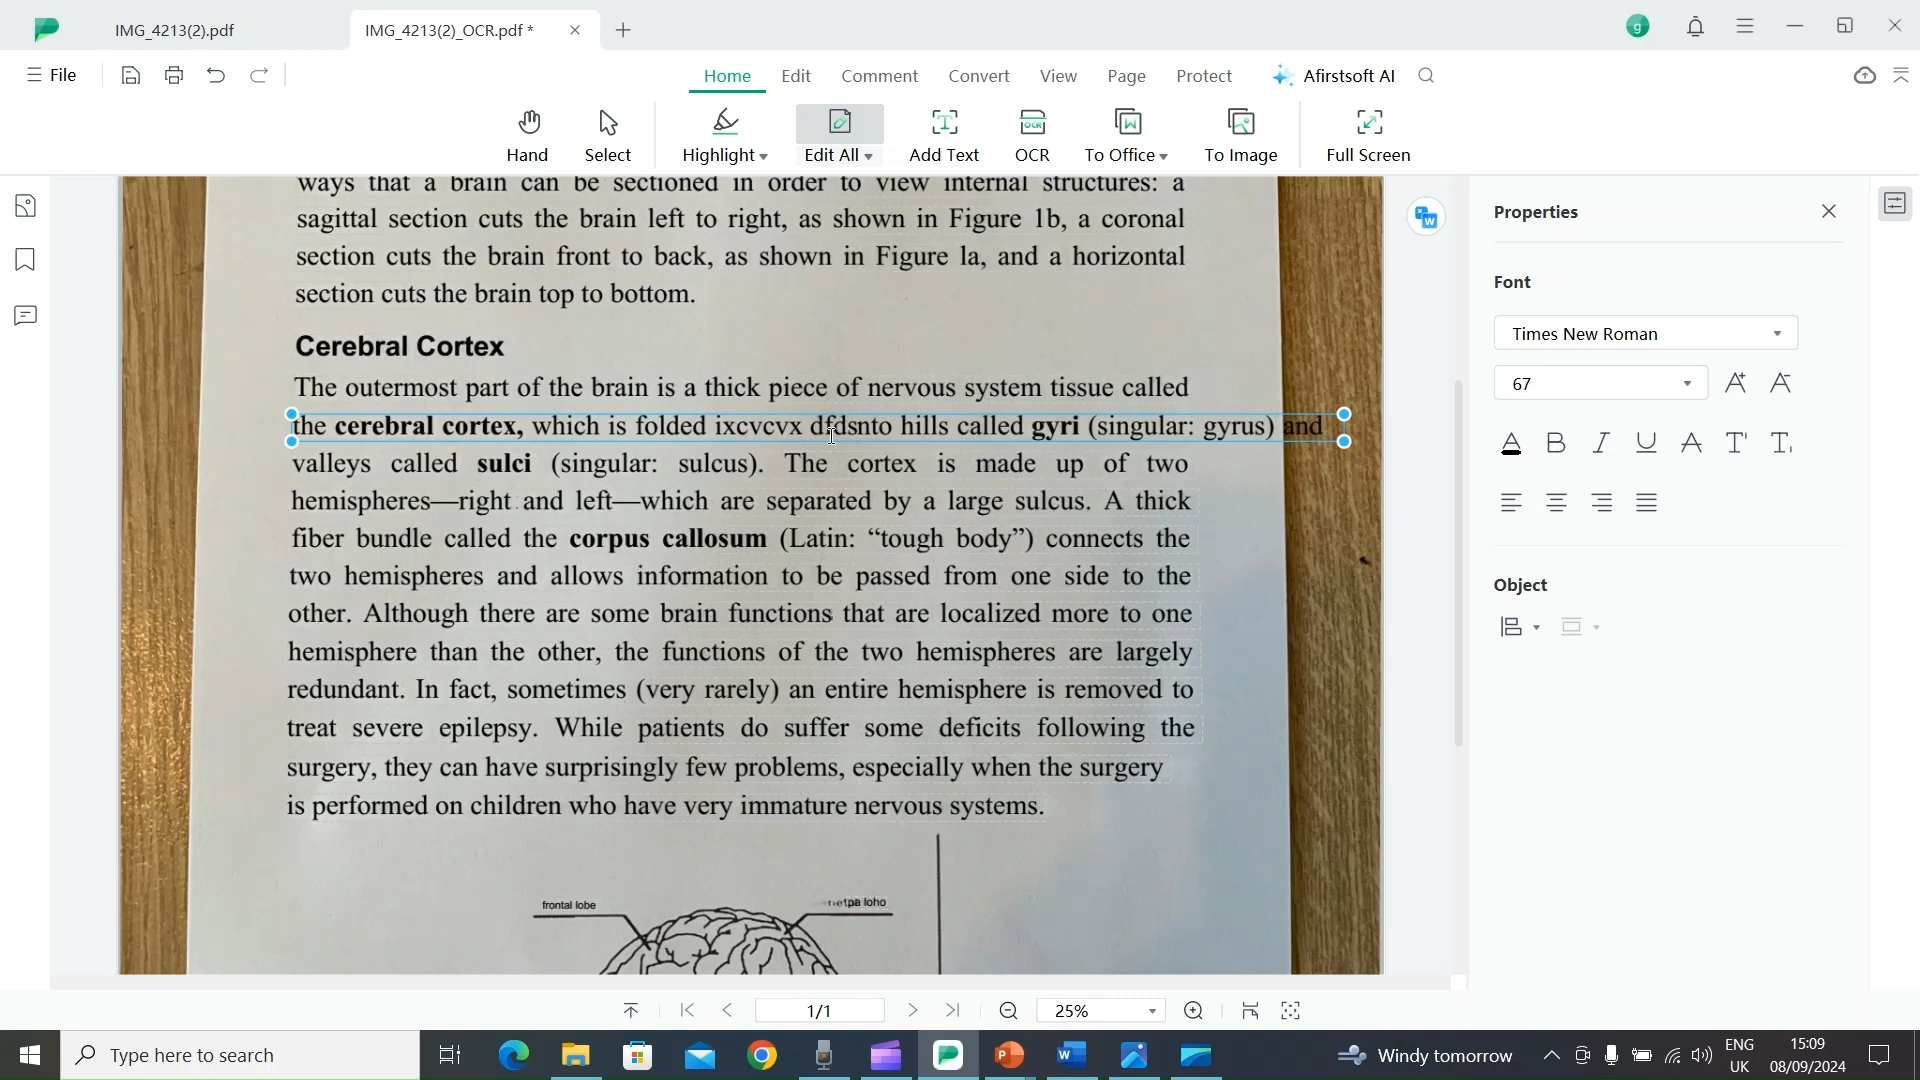 IMG_4213(2).pdf
IMG_4213(2)_OCR.pdf *
g
File
Home Edit Comment Convert View Page Protect Afirstsoft AI
Hand
Select
Highlight
Edit All
Add Text
OCR
To Office
To Image
Full Screen
ways that a brain can be sectioned in order to view internal structures: a
sagittal section cuts the brain left to right, as shown in Figure 1b, a coronal
section cuts the brain front to back, as shown in Figure la, and a horizontal
section cuts the brain top to bottom.
Cerebral Cortex
The outermost part of the brain is a thick piece of nervous system tissue called
the cerebral cortex, which is folded ixcvcvx dfdsnto hills called gyri (singular: gyrus) and
valleys called sulci (singular: sulcus). The cortex is made up of two
hemispheres—right and left—which are separated by a large sulcus. A thick
fiber bundle called the corpus callosum (Latin: “tough body”) connects the
two hemispheres and allows information to be passed from one side to the
other. Although there are some brain functions that are localized more to one
hemisphere than the other, the functions of the two hemispheres are largely
redundant. In fact, sometimes (very rarely) an entire hemisphere is removed to
treat severe epilepsy. While patients do suffer some deficits following the
surgery, they can have surprisingly few problems, especially when the surgery
is performed on children who have very immature nervous systems.
frontal lobe
loho
Properties
Font
Times New Roman
67
Object
1/1
25%
Type here to search
Windy tomorrow
ENG
UK
15:09
08/09/2024